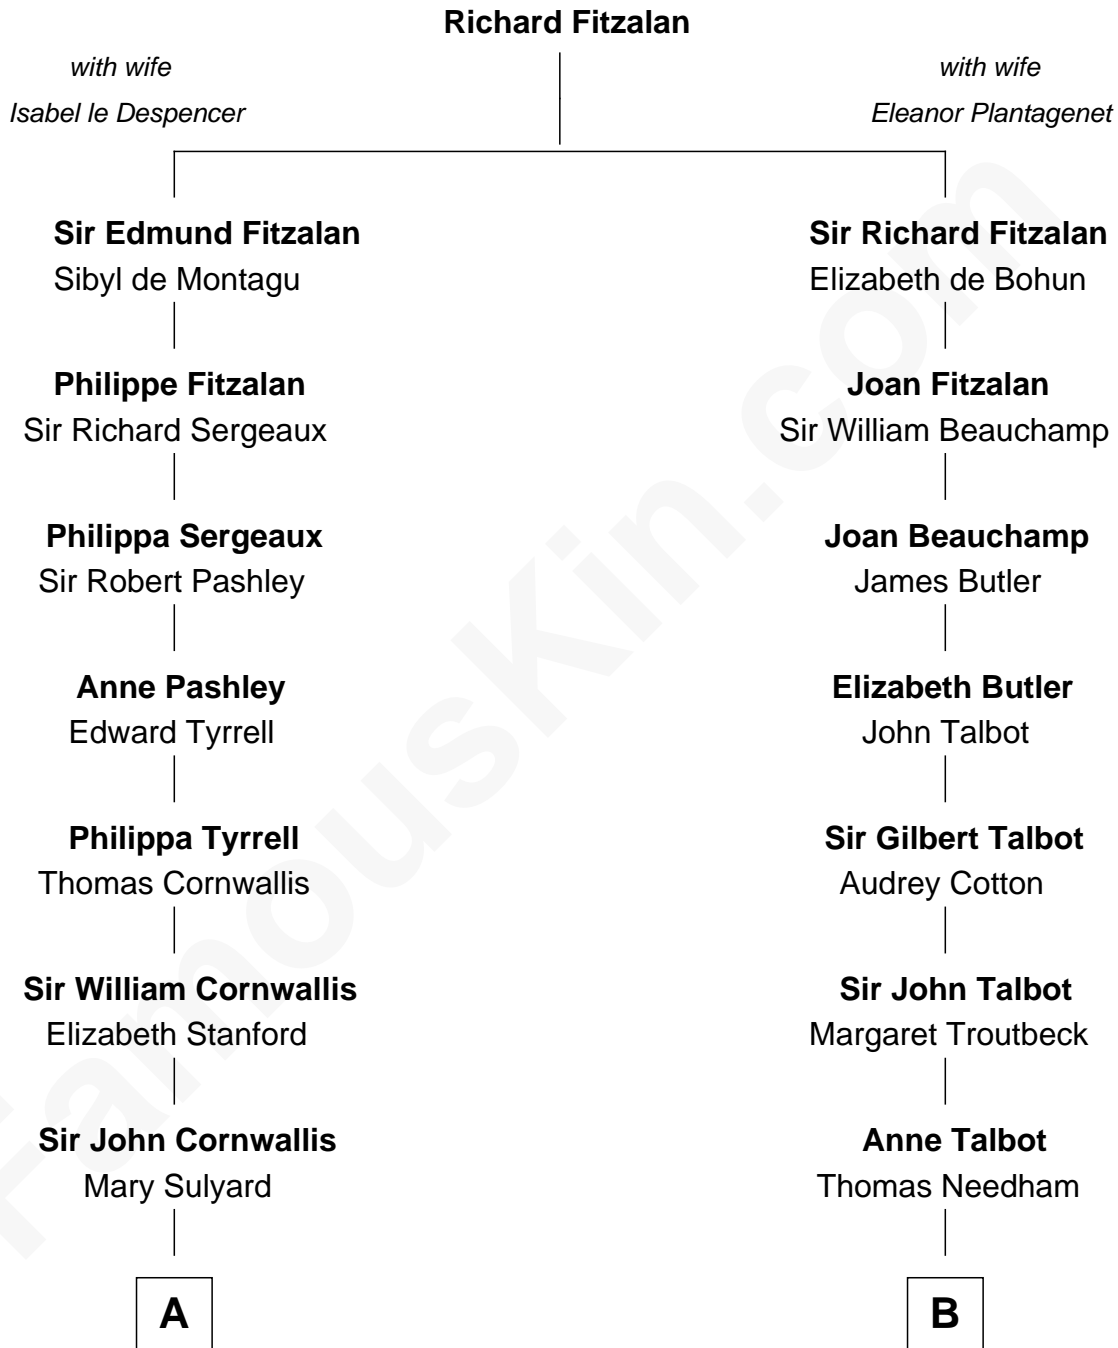 Richard Fitzalan
with wife
Isabel le Despencer
with wife
Eleanor Plantagenet
Sir Edmund Fitzalan
Sibyl de Montagu
Sir Richard Fitzalan
Elizabeth de Bohun
Philippe Fitzalan
Sir Richard Sergeaux
Joan Fitzalan
Sir William Beauchamp
Philippa Sergeaux
Sir Robert Pashley
Joan Beauchamp
James Butler
Anne Pashley
Edward Tyrrell
Elizabeth Butler
John Talbot
Philippa Tyrrell
Thomas Cornwallis
Sir Gilbert Talbot
Audrey Cotton
Sir William Cornwallis
Elizabeth Stanford
Sir John Talbot
Margaret Troutbeck
Sir John Cornwallis
Mary Sulyard
Anne Talbot
Thomas Needham
A
B
FamousKin.com